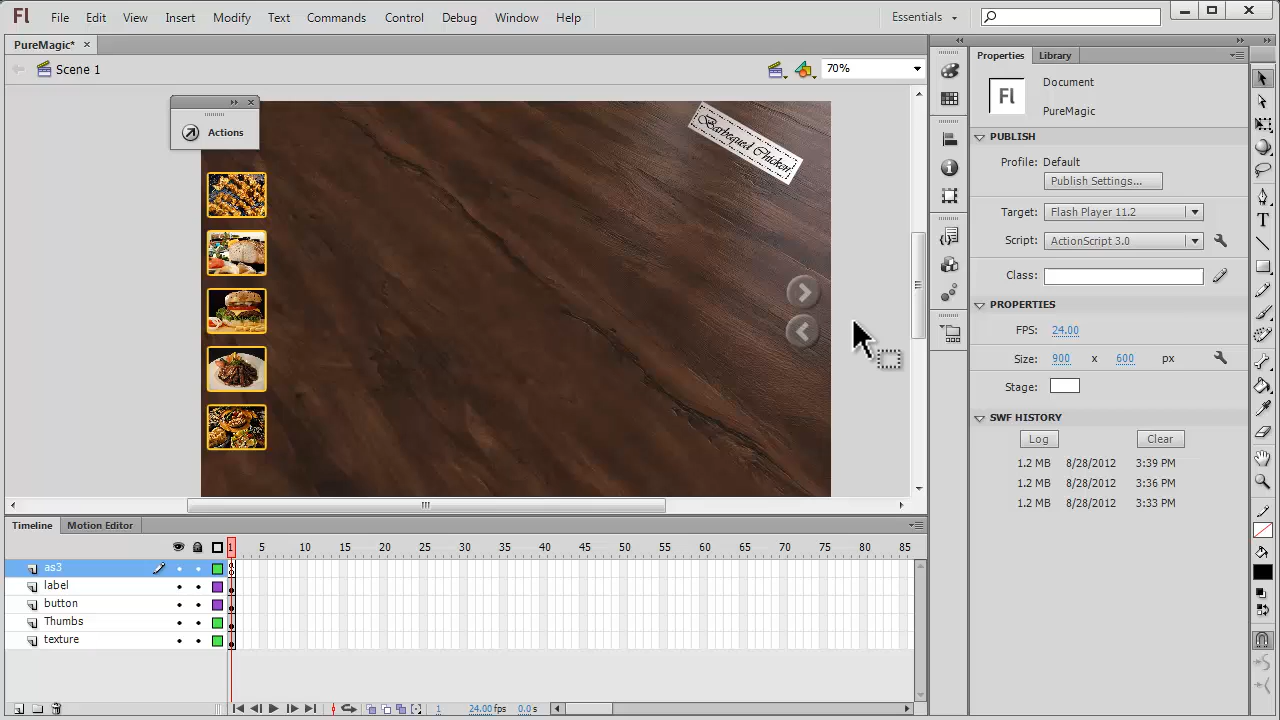 Fl File Edit View Insert Modify Text Commands Control Debug Window Help Essentials
PureMagic* ×
Scene 1 70%
Actions
Barbequed Chicken
Properties Library
Fl
Document
PureMagic
PUBLISH
Profile: Default
Publish Settings...
Target: Flash Player 11.2
Script: ActionScript 3.0
Class:
PROPERTIES
FPS: 24.00
Size: 900 x 600 px
Stage:
SWF HISTORY
Log Clear
1.2 MB 8/28/2012 3:39 PM
1.2 MB 8/28/2012 3:36 PM
1.2 MB 8/28/2012 3:33 PM
Timeline Motion Editor
1 5 10 15 20 25 30 35 40 45 50 55 60 65 70 75 80 85
as3
label
button
Thumbs
texture
1 24.00 fps 0.0 s